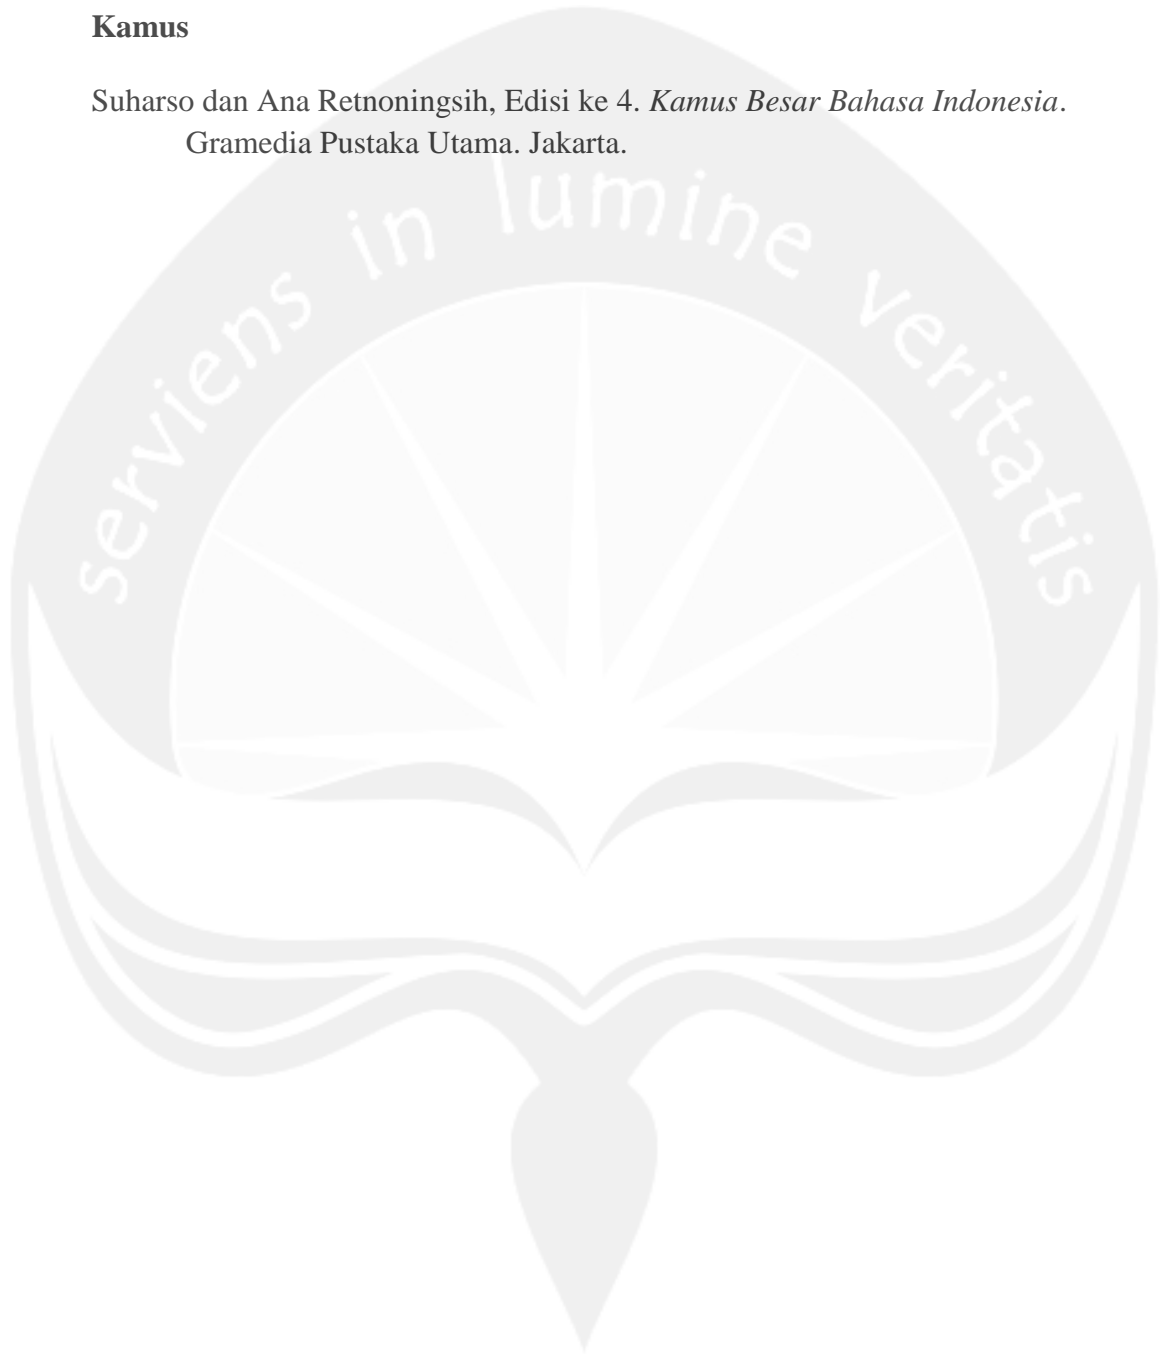 Kamus
Suharso dan Ana Retnoningsih, Edisi ke 4. Kamus Besar Bahasa Indonesia.
Gramedia Pustaka Utama. Jakarta.
serviens in lumine veritatis